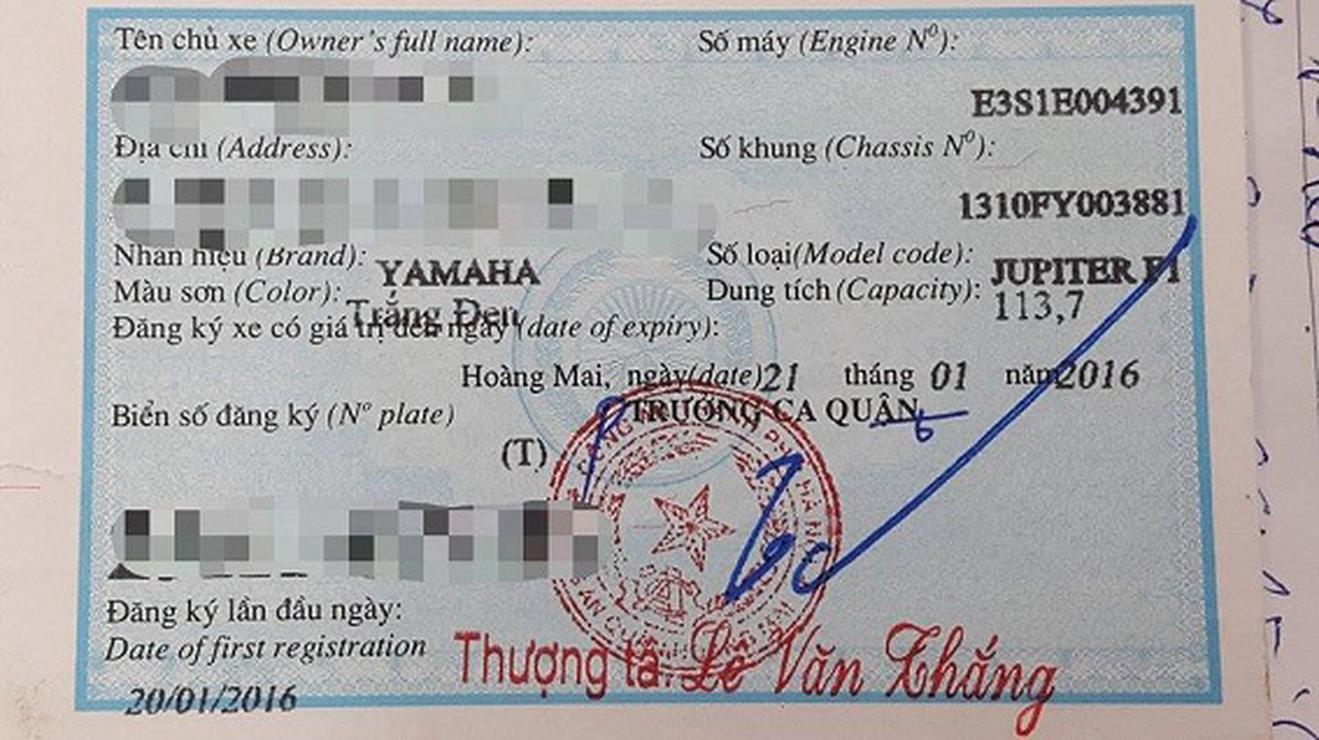 Tên chủ xe (Owner's full name):
Số máy (Engine Nº):
E3S1E004391
Địa chỉ (Address):
Số khung (Chassis Nº):
1310FY003881
Nhãn hiệu (Brand): YAMAHA
Số loại (Model code): JUPITER FI
Màu sơn (Color): Trắng Đen
Dung tích (Capacity): 113,7
Đăng ký xe có giá trị đến ngày (date of expiry):
Hoàng Mai, ngày (date) 21 tháng 01 năm 2016
Biển số đăng ký (Nº plate)
TRƯỞNG CA QUẬN
(T)
Đăng ký lần đầu ngày:
Date of first registration
20/01/2016
Thượng tá: Lê Văn Thắng